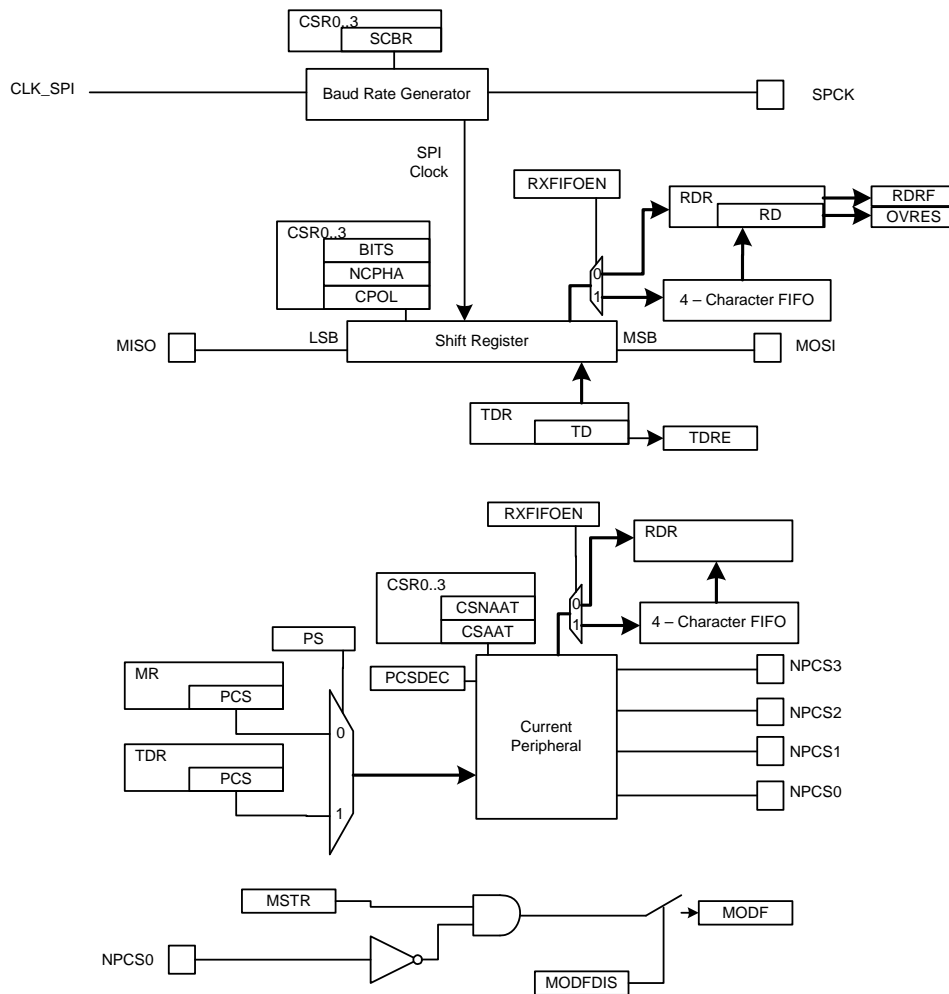 CSR0..3
SCBR
CLK_SPI
Baud Rate Generator
SPCK
SPI
Clock
RXFIFOEN
RDR
RD
RDRF
OVRES
CSR0..3
BITS
NCPHA
CPOL
0
1
4 – Character FIFO
MISO
LSB
Shift Register
MSB
MOSI
TDR
TD
TDRE
RXFIFOEN
RDR
CSR0..3
CSNAAT
CSAAT
0
1
4 – Character FIFO
PS
MR
PCS
PCSDEC
NPCS3
0
NPCS2
Current
Peripheral
TDR
PCS
NPCS1
1
NPCS0
MSTR
MODF
NPCS0
MODFDIS